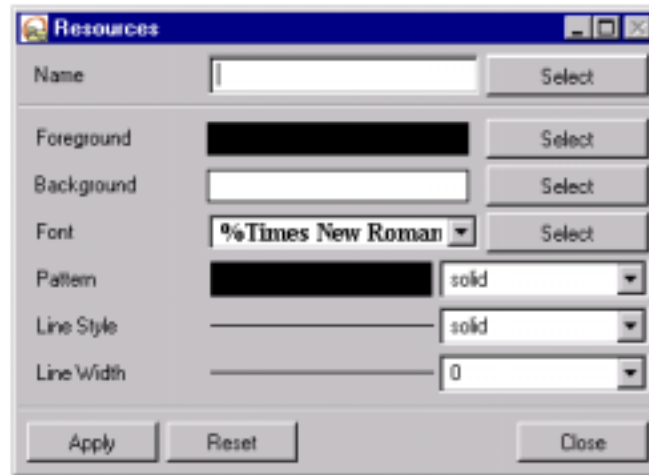 Resources
Name Select
Foreground Select
Background Select
Font %Times New Roman Select
Pattern solid
Line Style solid
Line Width 0
Apply Reset Close